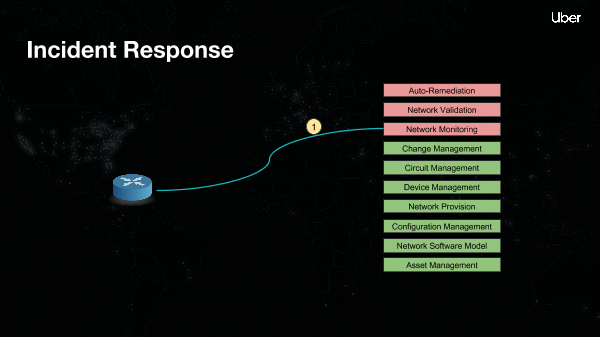 Uber
Incident Response
Auto-Remediation
Network Validation
1
Network Monitoring
Change Management
Circuit Management
Device Management
Network Provision
Configuration Management
Network Software Model
Asset Management